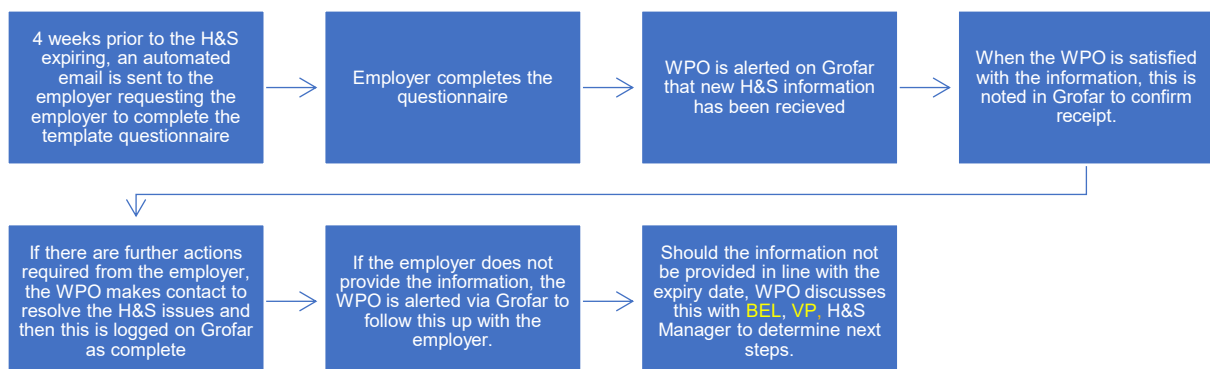 4 weeks prior to the H&S
expiring, an automated
email is sent to the
employer requesting the
employer to complete the
template questionnaire
Employer completes the
questionnaire
WPO is alerted on Grofar
that new H&S information
has been recieved
When the WPO is satisfied
with the information, this is
noted in Grofar to confirm
receipt.
If there are further actions
required from the employer,
the WPO makes contact to
resolve the H&S issues and
then this is logged on Grofar
as complete
If the employer does not
provide the information, the
WPO is alerted via Grofar to
follow this up with the
employer.
Should the information not
be provided in line with the
expiry date, WPO discusses
this with BEL, VP, H&S
Manager to determine next
steps.